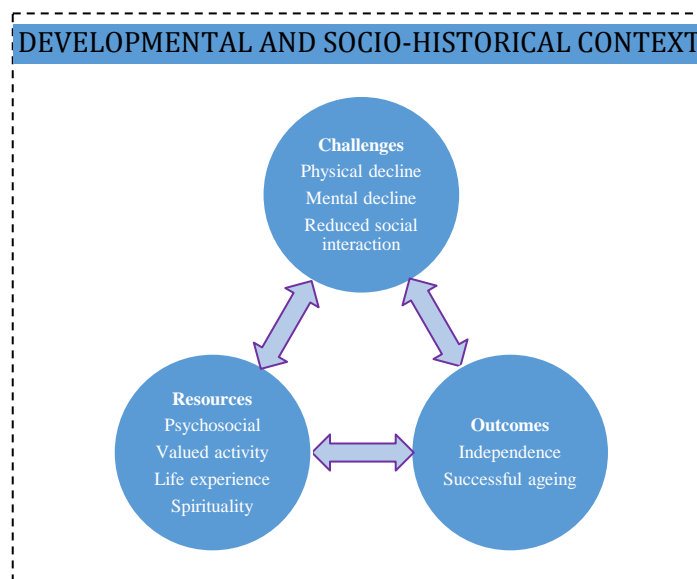 DEVELOPMENTAL AND SOCIO-HISTORICAL CONTEXT
Challenges
Physical decline
Mental decline
Reduced social
interaction
Resources
Psychosocial
Valued activity
Life experience
Spirituality
Outcomes
Independence
Successful ageing